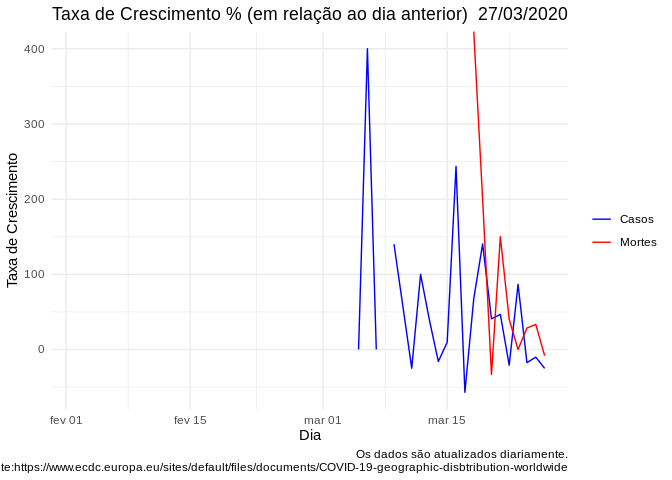 Taxa de Crescimento % (em relação ao dia anterior)  27/03/2020
400
300
200
100
0
Taxa de Crescimento
fev 01
fev 15
mar 01
mar 15
Dia
Casos
Mortes
Os dados são atualizados diariamente.
te:https://www.ecdc.europa.eu/sites/default/files/documents/COVID-19-geographic-disbtribution-worldwide